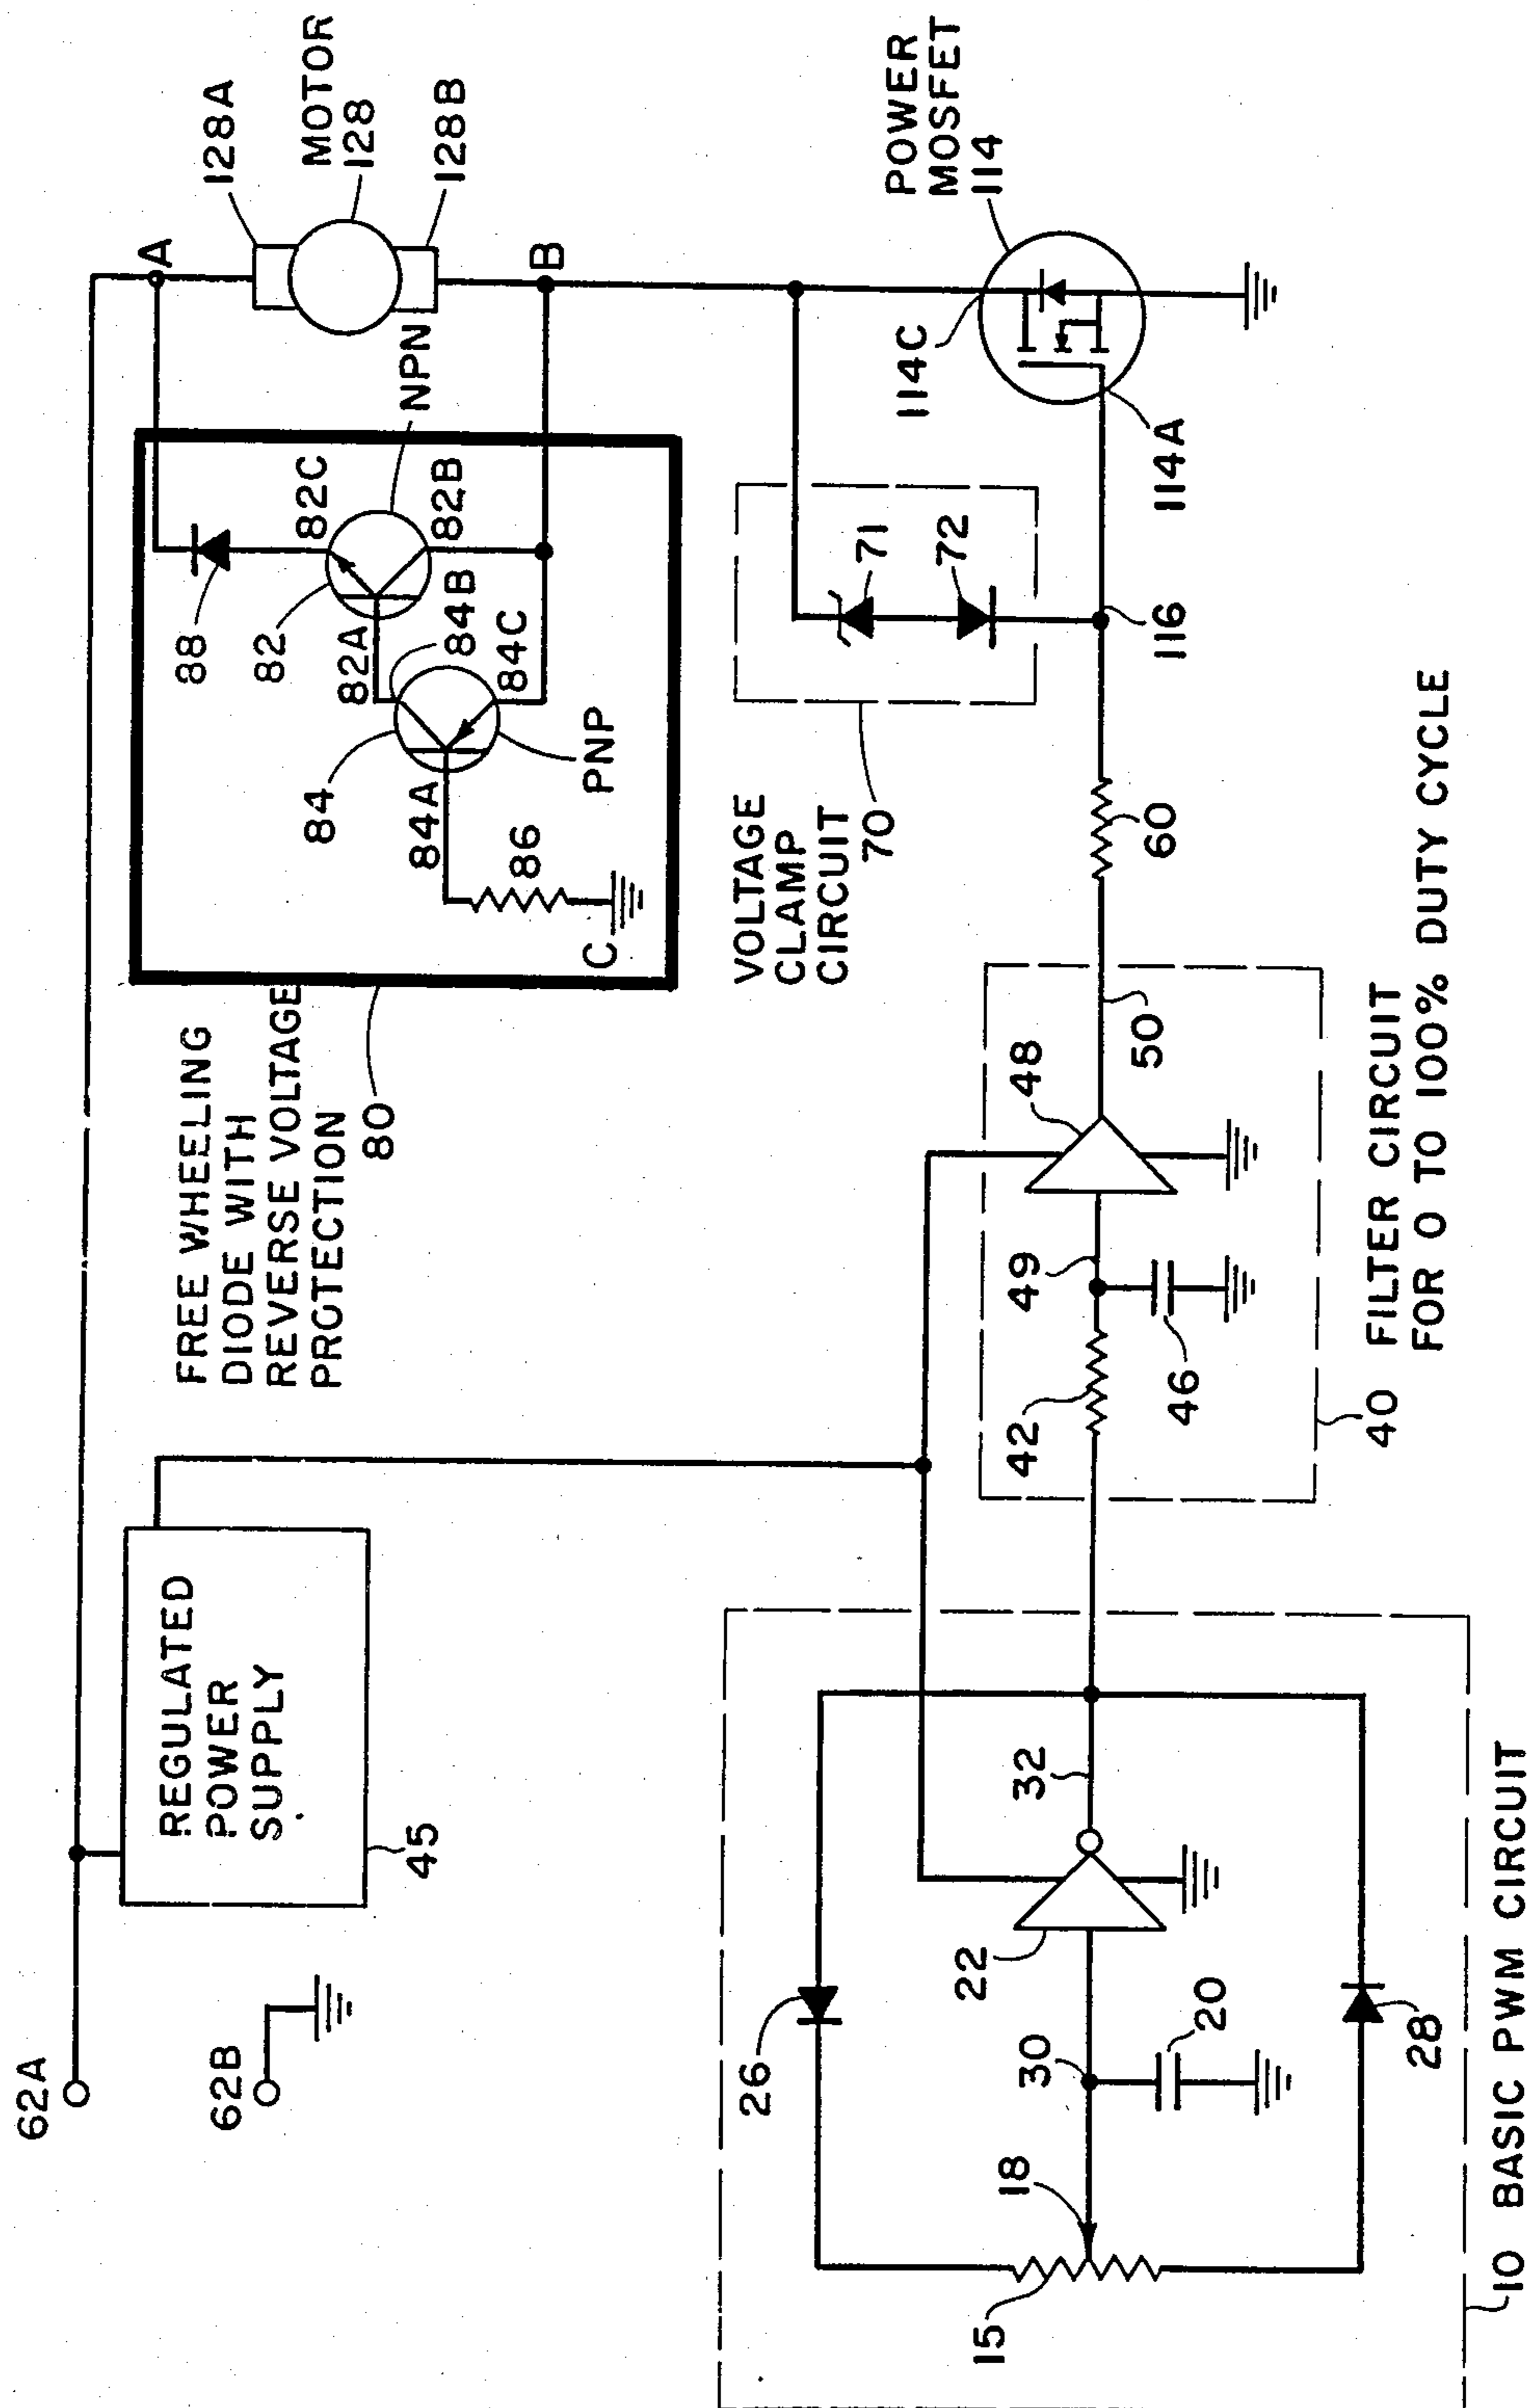 62A
62B
REGULATED
POWER
SUPPLY
45
FREE WHEELING
DIODE WITH
REVERSE VOLTAGE
PROTECTION
80
A
128A
MOTOR
128
128B
B
88
82
82C
NPN
82A
82B
84
84B
84A
84C
86
PNP
C
VOLTAGE
CLAMP
CIRCUIT
70
71
72
116
60
POWER
MOSFET
114
114C
114A
26
22
32
30
20
18
15
28
10 BASIC PWM CIRCUIT
42
49
46
48
50
40 FILTER CIRCUIT
FOR 0 TO 100% DUTY CYCLE